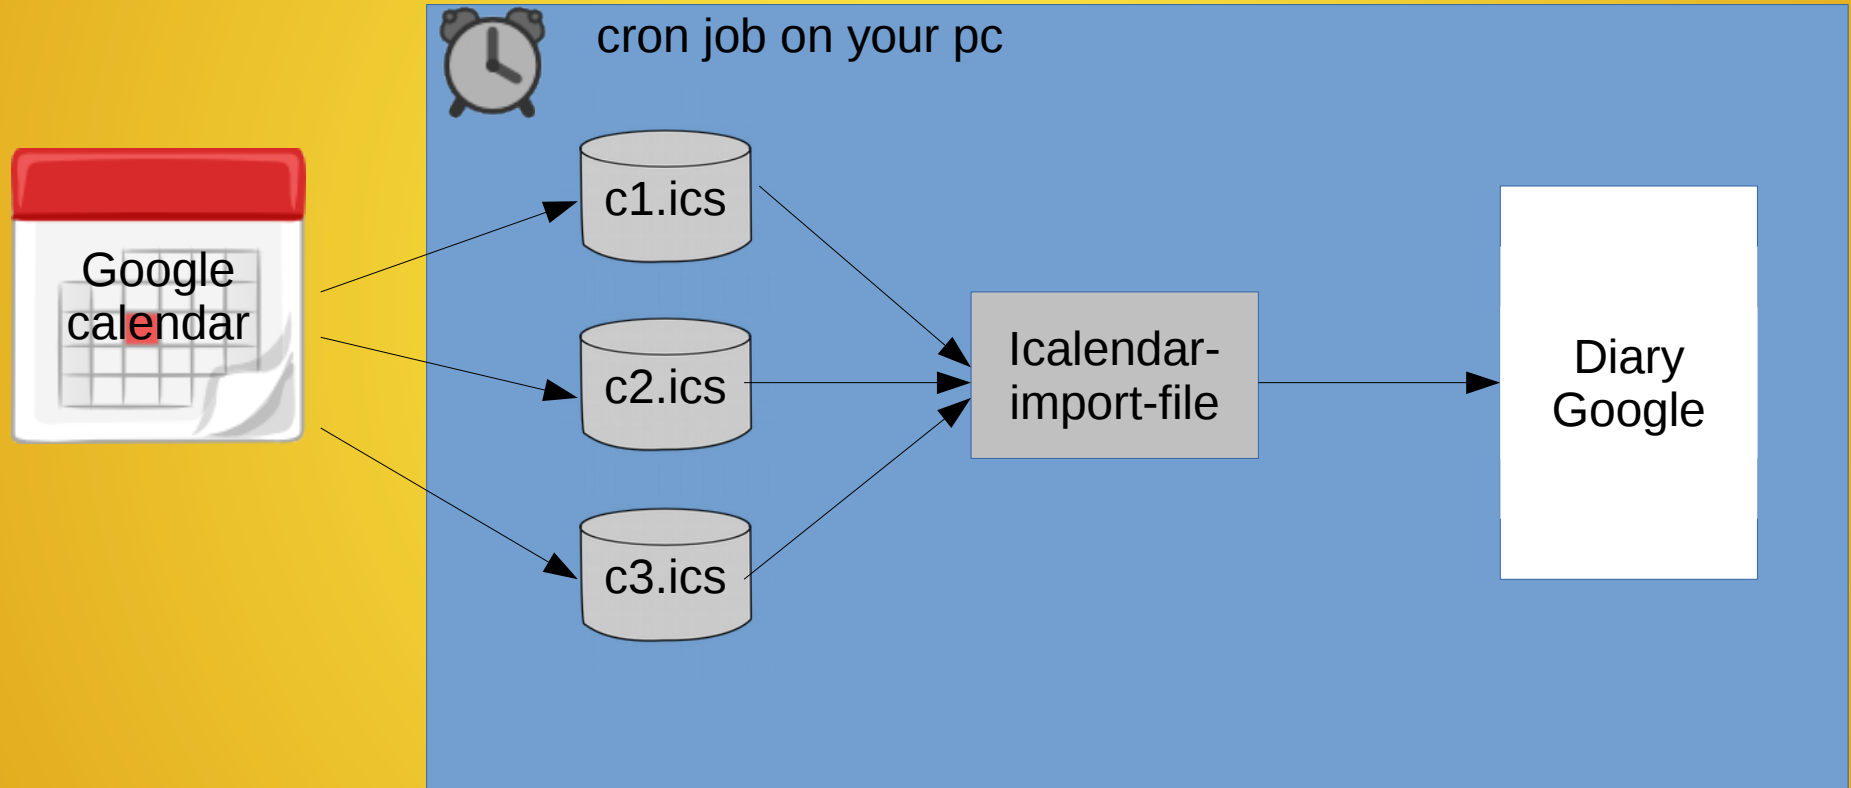 cron job on your pc
Google
calendar
c1.ics
c2.ics
c3.ics
Icalendar-
import-file
Diary
Google